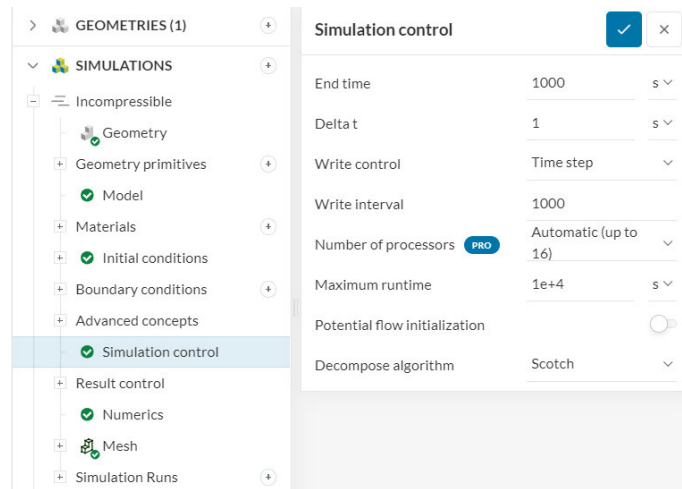 GEOMETRIES (1)
SIMULATIONS
Incompressible
Geometry
Geometry primitives
Model
Materials
Initial conditions
Boundary conditions
Advanced concepts
Simulation control
Result control
Numerics
Mesh
Simulation Runs
Simulation control
End time 1000 s
Delta t 1 s
Write control Time step
Write interval 1000
Number of processors PRO Automatic (up to
16)
Maximum runtime 1e+4 s
Potential flow initialization
Decompose algorithm Scotch